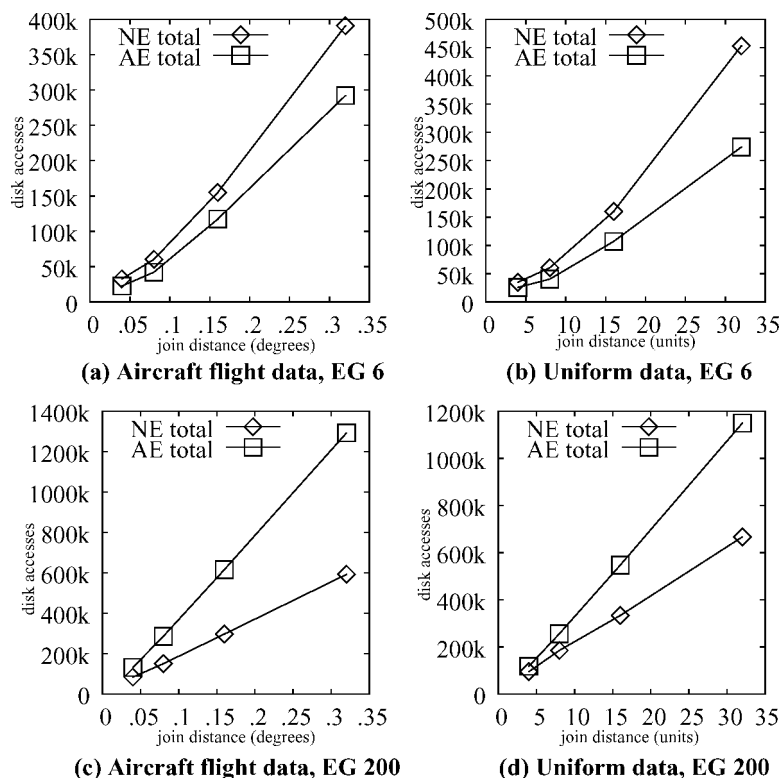 400k
350k
300k
250k
200k
150k
100k
50k
0
disk accesses
NE total
AE total
0 .05 .1 .15 .2 .25 .3 .35
join distance (degrees)
(a) Aircraft flight data, EG 6
500k
450k
400k
350k
300k
250k
200k
150k
100k
50k
0
disk accesses
NE total
AE total
0 5 10 15 20 25 30 35
join distance (units)
(b) Uniform data, EG 6
1400k
1200k
1000k
800k
600k
400k
200k
0
disk accesses
NE total
AE total
0 .05 .1 .15 .2 .25 .3 .35
join distance (degrees)
(c) Aircraft flight data, EG 200
1200k
1000k
800k
600k
400k
200k
0
disk accesses
NE total
AE total
0 5 10 15 20 25 30 35
join distance (units)
(d) Uniform data, EG 200